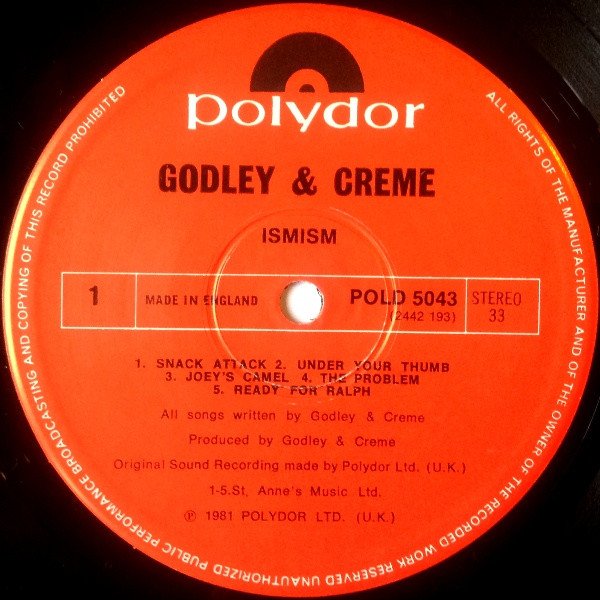 polydor
GODLEY & CREME
ISMISM
1
MADE IN ENGLAND
POLD 5043
(2442 193)
STEREO
33
1. SNACK ATTACK 2. UNDER YOUR THUMB
3. JOEY'S CAMEL 4. THE PROBLEM
5. READY FOR RALPH
All songs written by Godley & Creme
Produced by Godley & Creme
Original Sound Recording made by Polydor Ltd. (U.K.)
1-5.St, Anne's Music Ltd.
℗ 1981 POLYDOR LTD. (U.K.)
ALL RIGHTS OF THE MANUFACTURER AND OF THE OWNER OF THE RECORDED WORK RESERVED UNAUTHORIZED PUBLIC PERFORMANCE BROADCASTING AND COPYING OF THIS RECORD PROHIBITED